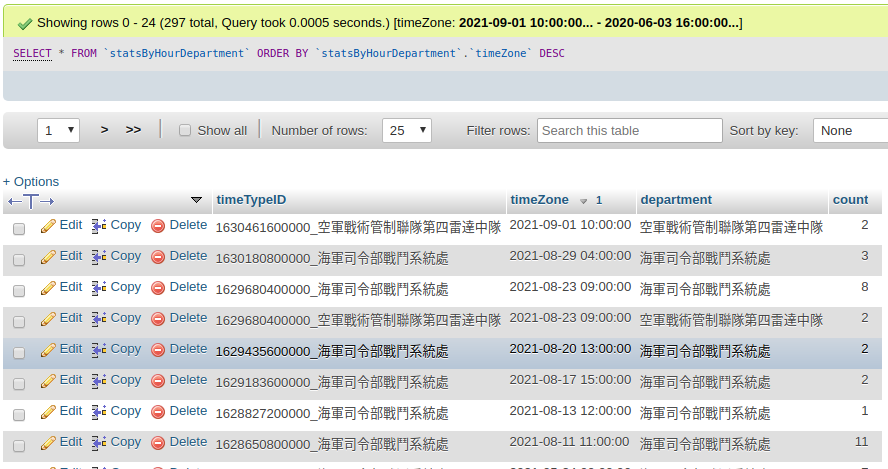 Showing rows 0 - 24 (297 total, Query took 0.0005 seconds.) [timeZone: 2021-09-01 10:00:00... - 2020-06-03 16:00:00...]
SELECT * FROM `statsByHourDepartment` ORDER BY `statsByHourDepartment`.`timeZone` DESC
1 > >> Show all Number of rows: 25 Filter rows: Search this table Sort by key: None
+ Options
←T→ timeTypeID timeZone 1 department count
Edit Copy Delete 1630461600000_空軍戰術管制聯隊第四雷達中隊 2021-09-01 10:00:00 空軍戰術管制聯隊第四雷達中隊 2
Edit Copy Delete 1630180800000_海軍司令部戰鬥系統處 2021-08-29 04:00:00 海軍司令部戰鬥系統處 3
Edit Copy Delete 1629680400000_海軍司令部戰鬥系統處 2021-08-23 09:00:00 海軍司令部戰鬥系統處 8
Edit Copy Delete 1629680400000_空軍戰術管制聯隊第四雷達中隊 2021-08-23 09:00:00 空軍戰術管制聯隊第四雷達中隊 2
Edit Copy Delete 1629435600000_海軍司令部戰鬥系統處 2021-08-20 13:00:00 海軍司令部戰鬥系統處 2
Edit Copy Delete 1629183600000_海軍司令部戰鬥系統處 2021-08-17 15:00:00 海軍司令部戰鬥系統處 2
Edit Copy Delete 1628827200000_海軍司令部戰鬥系統處 2021-08-13 12:00:00 海軍司令部戰鬥系統處 1
Edit Copy Delete 1628650800000_海軍司令部戰鬥系統處 2021-08-11 11:00:00 海軍司令部戰鬥系統處 11